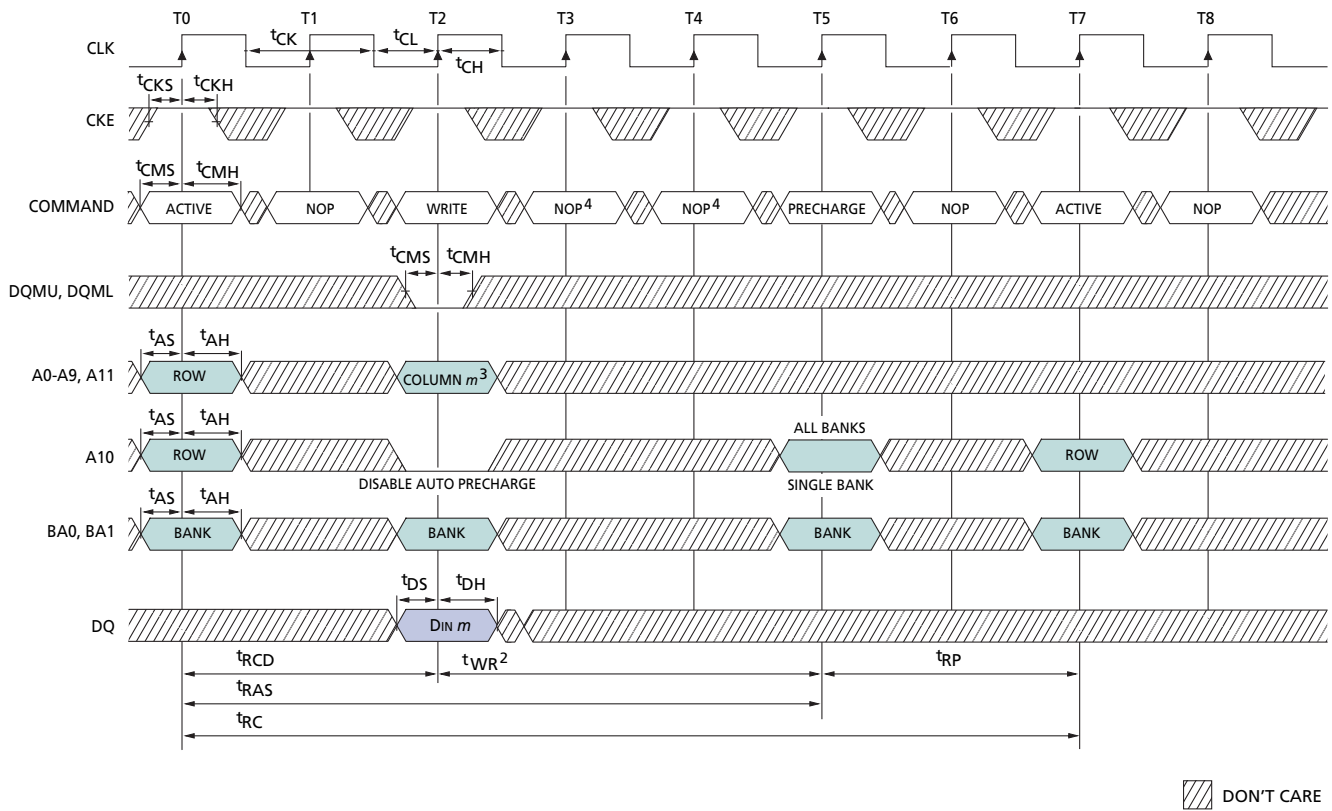 T0 T1 T2 T3 T4 T5 T6 T7 T8
CLK
tCK tCL
tCH
tCKS tCKH
CKE
tCMS tCMH
COMMAND ACTIVE NOP WRITE NOP4 NOP4 PRECHARGE NOP ACTIVE NOP
tCMS tCMH
DQMU, DQML
tAS tAH
A0-A9, A11 ROW COLUMN m3
tAS tAH ALL BANKS
A10 ROW ROW
DISABLE AUTO PRECHARGE SINGLE BANK
tAS tAH
BA0, BA1 BANK BANK BANK BANK
tDS tDH
DQ DIN m
tRCD tWR2 tRP
tRAS
tRC
DON'T CARE